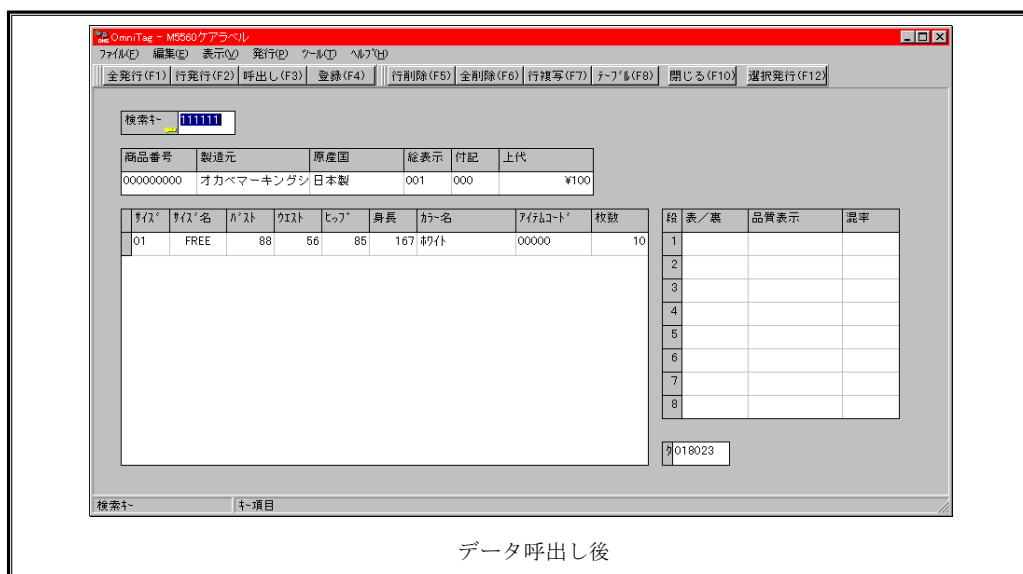 OmniTag - M5560ケアラベル
ファイル(F) 編集(E) 表示(V) 発行(P) ツール(T) ヘルプ(H)
全発行(F1) 行発行(F2) 呼出し(F3) 登録(F4) 行削除(F5) 全削除(F6) 行複写(F7) テーブル(F8) 閉じる(F10) 選択発行(F12)
検索キー 111111
商品番号 製造元 原産国 絵表示 付記 上代
000000000 オカベマーキングシ 日本製 001 000 ¥100
サイズ サイズ名 バスト ウエスト ヒップ 身長 カラー名 アイテムコード 枚数
01 FREE 88 56 85 167 ホワイト 00000 10
段 表/裏 品質表示 混率
1
2
3
4
5
6
7
8
タ 018023
検索キー キー項目
データ呼出し後